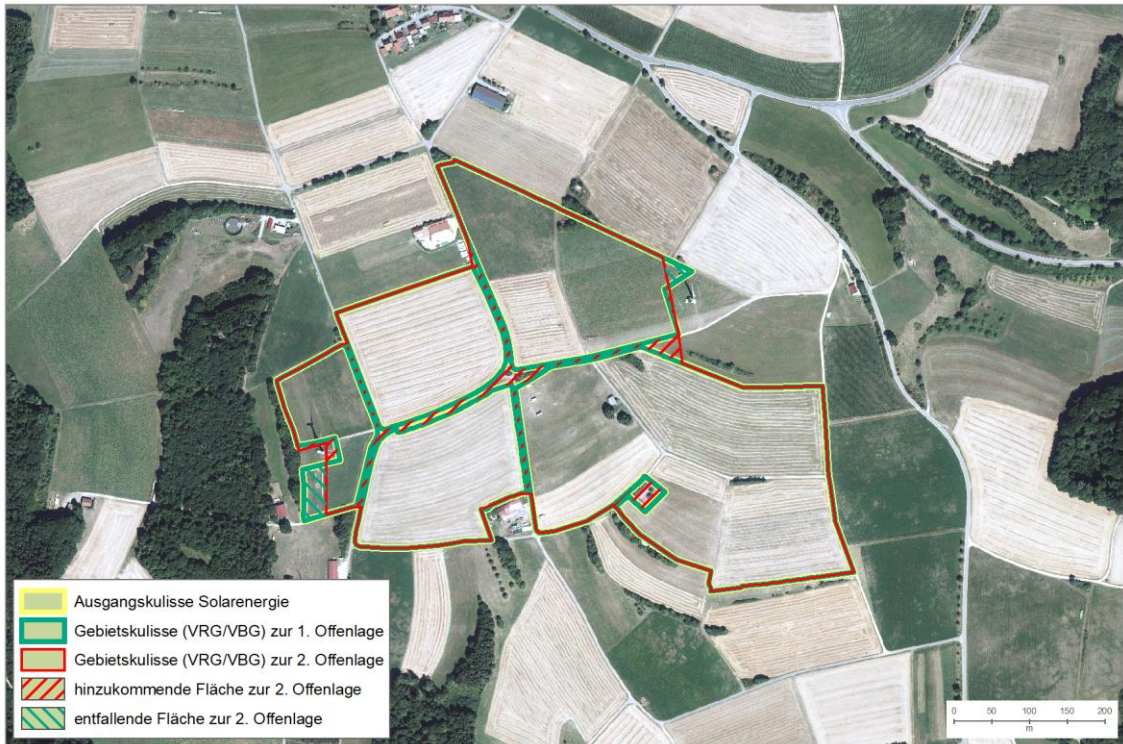 Ausgangskulisse Solarenergie
Gebietskulisse (VRG/VBG) zur 1. Offenlage
Gebietskulisse (VRG/VBG) zur 2. Offenlage
hinzukommende Fläche zur 2. Offenlage
entfallende Fläche zur 2. Offenlage
0 50 100 150 200
m